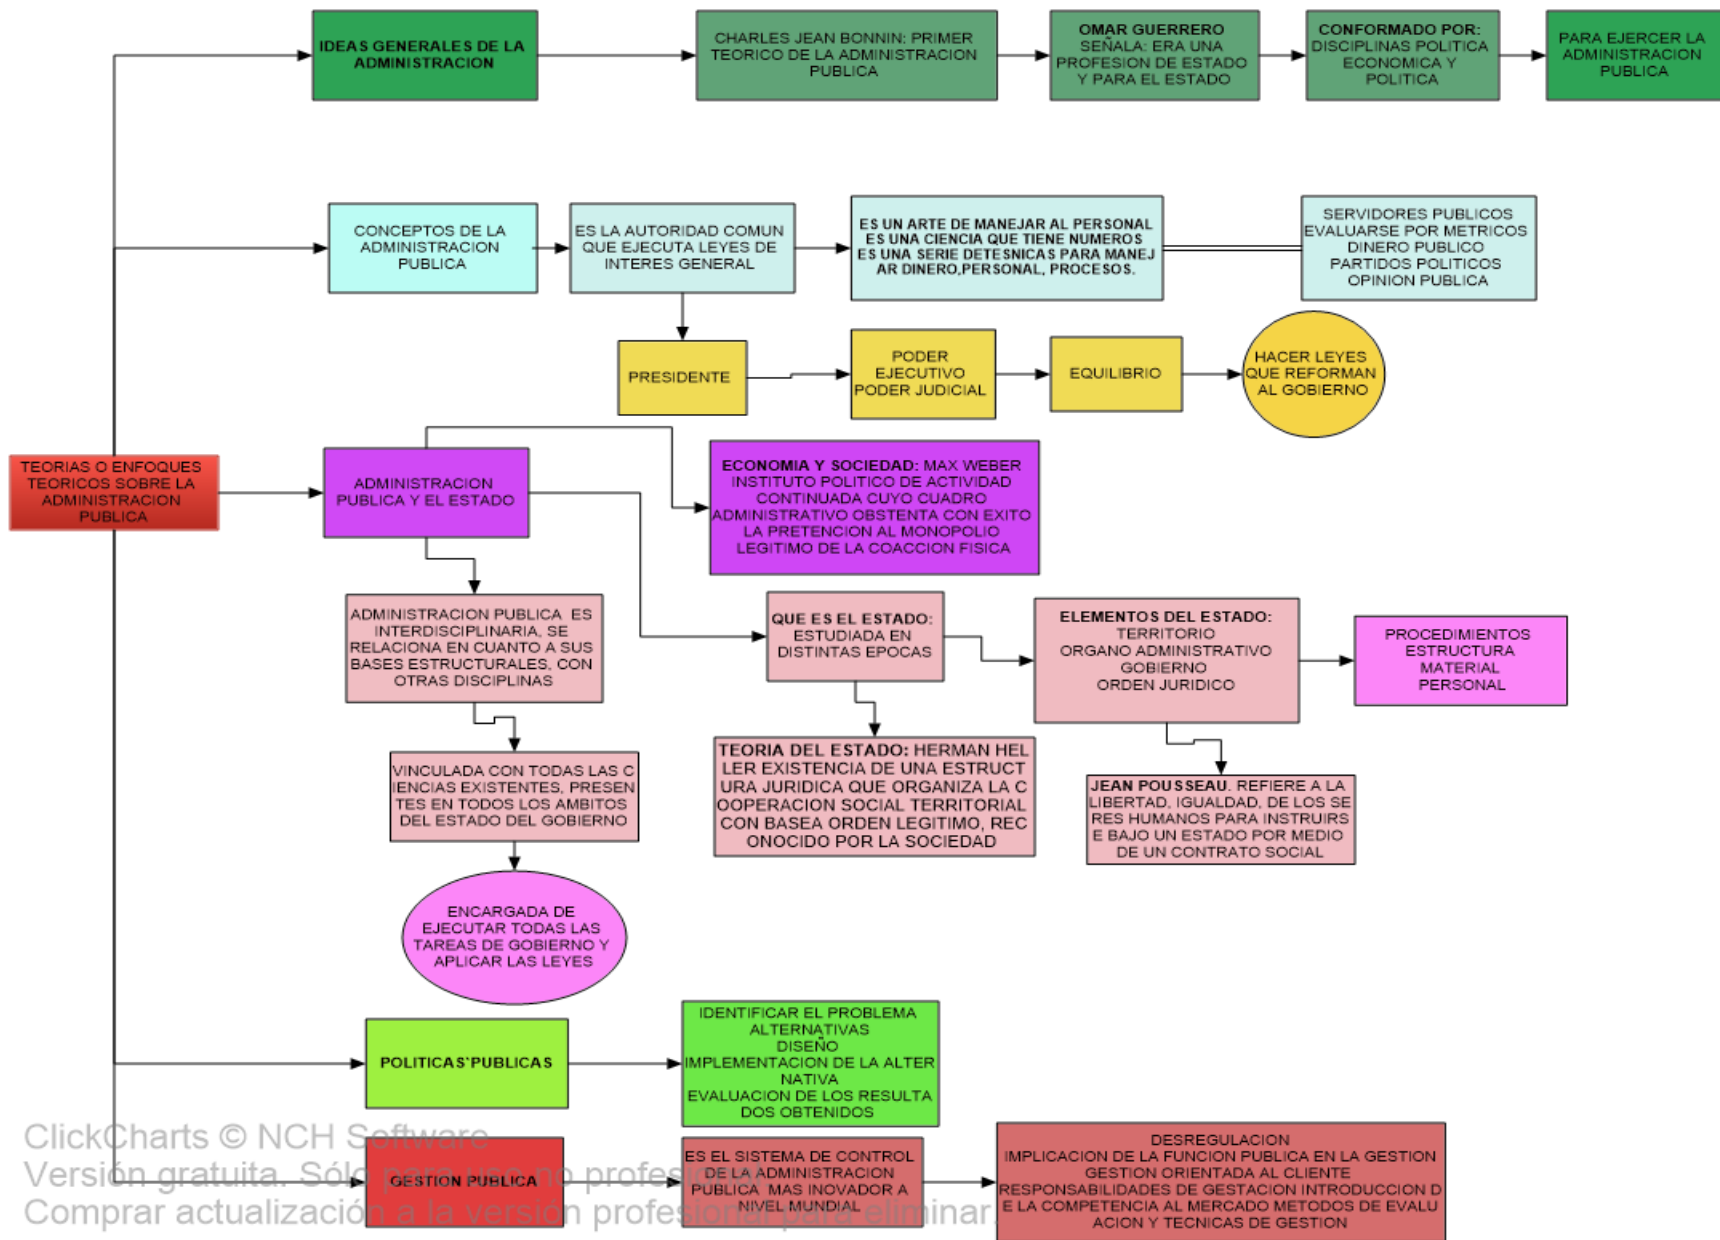 IDEAS GENERALES DE LA
ADMINISTRACION
CHARLES JEAN BONNIN: PRIMER
TEORICO DE LA ADMINISTRACION
PUBLICA
OMAR GUERRERO
SEÑALA: ERA UNA
PROFESION DE ESTADO
Y PARA EL ESTADO
CONFORMADO POR:
DISCIPLINAS POLITICA
ECONOMICA Y
POLITICA
PARA EJERCER LA
ADMINISTRACION
PUBLICA
CONCEPTOS DE LA
ADMINISTRACION
PUBLICA
ES LA AUTORIDAD COMUN
QUE EJECUTA LEYES DE
INTERES GENERAL
ES UN ARTE DE MANEJAR AL PERSONAL
ES UNA CIENCIA QUE TIENE NUMEROS
ES UNA SERIE DETESNICAS PARA MANEJ
AR DINERO,PERSONAL, PROCESOS.
SERVIDORES PUBLICOS
EVALUARSE POR METRICOS
DINERO PUBLICO
PARTIDOS POLITICOS
OPINION PUBLICA
PRESIDENTE
PODER
EJECUTIVO
PODER JUDICIAL
EQUILIBRIO
HACER LEYES
QUE REFORMAN
AL GOBIERNO
TEORIAS O ENFOQUES
TEORICOS SOBRE LA
ADMINISTRACION
PUBLICA
ADMINISTRACION
PUBLICA Y EL ESTADO
ECONOMIA Y SOCIEDAD: MAX WEBER
INSTITUTO POLITICO DE ACTIVIDAD
CONTINUADA CUYO CUADRO
ADMINISTRATIVO OBSTENTA CON EXITO
LA PRETENCION AL MONOPOLIO
LEGITIMO DE LA COACCION FISICA
ADMINISTRACION PUBLICA ES
INTERDISCIPLINARIA, SE
RELACIONA EN CUANTO A SUS
BASES ESTRUCTURALES, CON
OTRAS DISCIPLINAS
QUE ES EL ESTADO:
ESTUDIADA EN
DISTINTAS EPOCAS
ELEMENTOS DEL ESTADO:
TERRITORIO
ORGANO ADMINISTRATIVO
GOBIERNO
ORDEN JURIDICO
PROCEDIMIENTOS
ESTRUCTURA
MATERIAL
PERSONAL
VINCULADA CON TODAS LAS C
IENCIAS EXISTENTES, PRESEN
TES EN TODOS LOS AMBITOS
DEL ESTADO DEL GOBIERNO
TEORIA DEL ESTADO: HERMAN HEL
LER EXISTENCIA DE UNA ESTRUCT
URA JURIDICA QUE ORGANIZA LA C
OOPERACION SOCIAL TERRITORIAL
CON BASEA ORDEN LEGITIMO, REC
ONOCIDO POR LA SOCIEDAD
JEAN POUSSEAU: REFIERE A LA
LIBERTAD, IGUALDAD, DE LOS SE
RES HUMANOS PARA INSTRUIRS
E BAJO UN ESTADO POR MEDIO
DE UN CONTRATO SOCIAL
ENCARGADA DE
EJECUTAR TODAS LAS
TAREAS DE GOBIERNO Y
APLICAR LAS LEYES
POLITICAS`PUBLICAS
IDENTIFICAR EL PROBLEMA
ALTERNATIVAS
DISEÑO
IMPLEMENTACION DE LA ALTER
NATIVA
EVALUACION DE LOS RESULTA
DOS OBTENIDOS
GESTION PUBLICA
ES EL SISTEMA DE CONTROL
DE LA ADMINISTRACION
PUBLICA MAS INOVADOR A
NIVEL MUNDIAL
DESREGULACION
IMPLICACION DE LA FUNCION PUBLICA EN LA GESTION
GESTION ORIENTADA AL CLIENTE
RESPONSABILIDADES DE GESTACION INTRODUCCION D
E LA COMPETENCIA AL MERCADO METODOS DE EVALU
ACION Y TECNICAS DE GESTION
ClickCharts © NCH Software
Versión gratuita. Sólo para uso no profesional.
Comprar actualización a la versión profesional para eliminar.